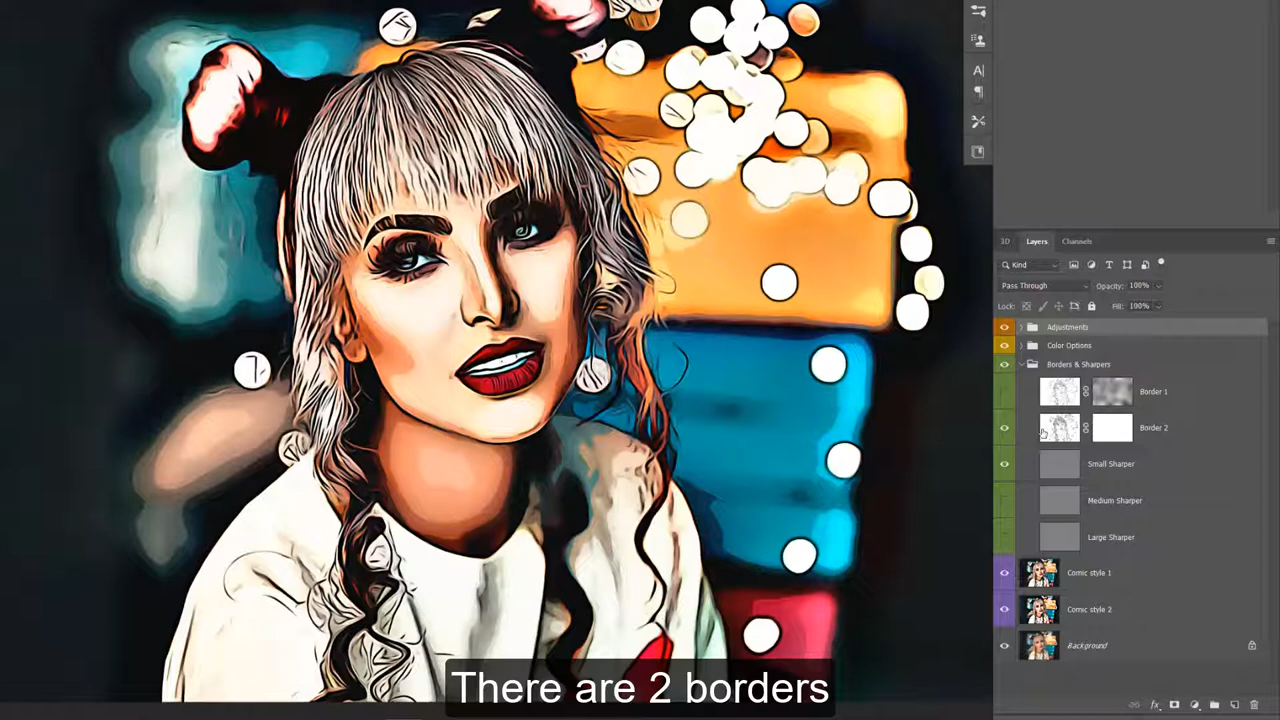 3D Layers Channels
Kind
Pass Through Opacity: 100%
Lock: Fill: 100%
Adjustments
Color Options
Borders & Sharpers
Border 1
Border 2
Small Sharper
Medium Sharper
Large Sharper
Comic style 1
Comic style 2
Background
There are 2 borders